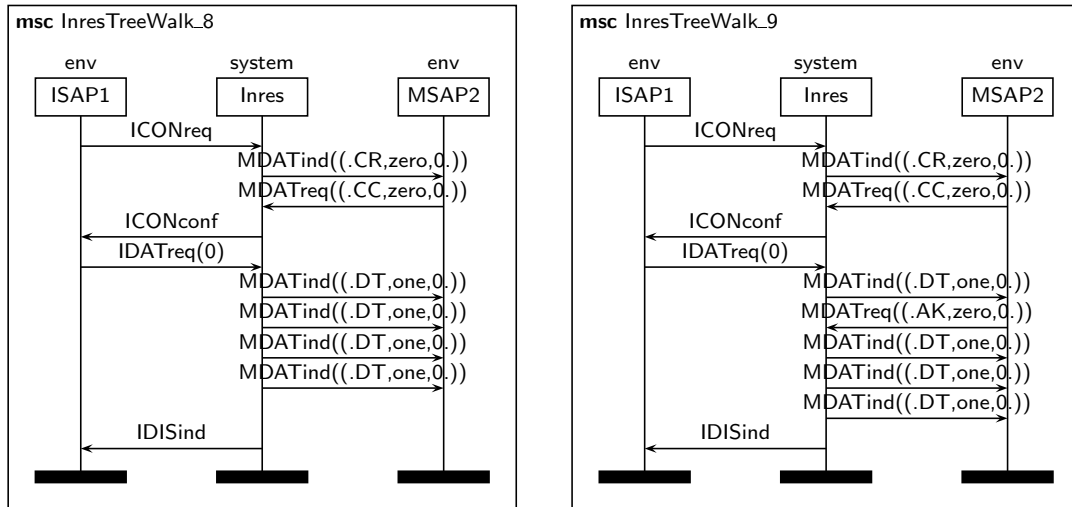 msc InresTreeWalk_8
env system env
ISAP1 Inres MSAP2
ICONreq
MDATind((.CR,zero,0.))
MDATreq((.CC,zero,0.))
ICONconf
IDATreq(0)
MDATind((.DT,one,0.))
MDATind((.DT,one,0.))
MDATind((.DT,one,0.))
MDATind((.DT,one,0.))
IDISind
msc InresTreeWalk_9
env system env
ISAP1 Inres MSAP2
ICONreq
MDATind((.CR,zero,0.))
MDATreq((.CC,zero,0.))
ICONconf
IDATreq(0)
MDATind((.DT,one,0.))
MDATreq((.AK,zero,0.))
MDATind((.DT,one,0.))
MDATind((.DT,one,0.))
MDATind((.DT,one,0.))
IDISind